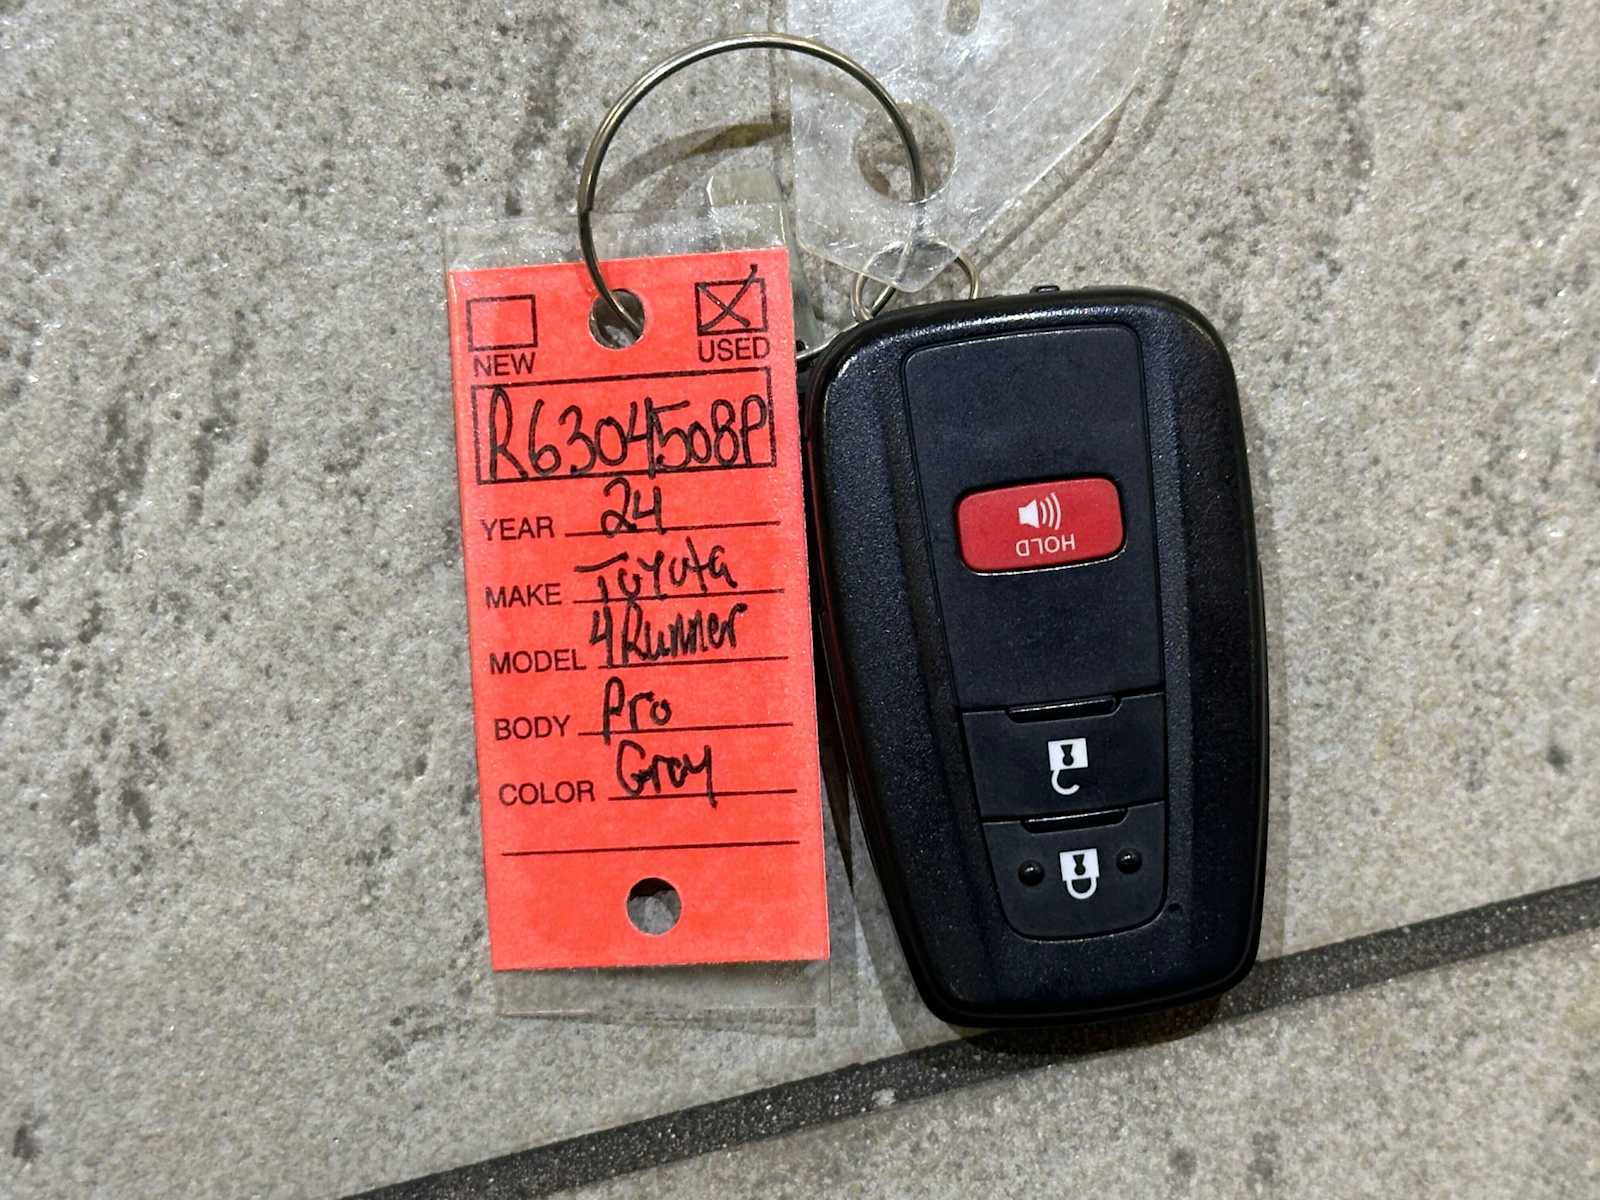 NEW USED
R6304508P
YEAR 24
MAKE Toyota
MODEL 4Runner
BODY Pro
COLOR Gray
HOLD